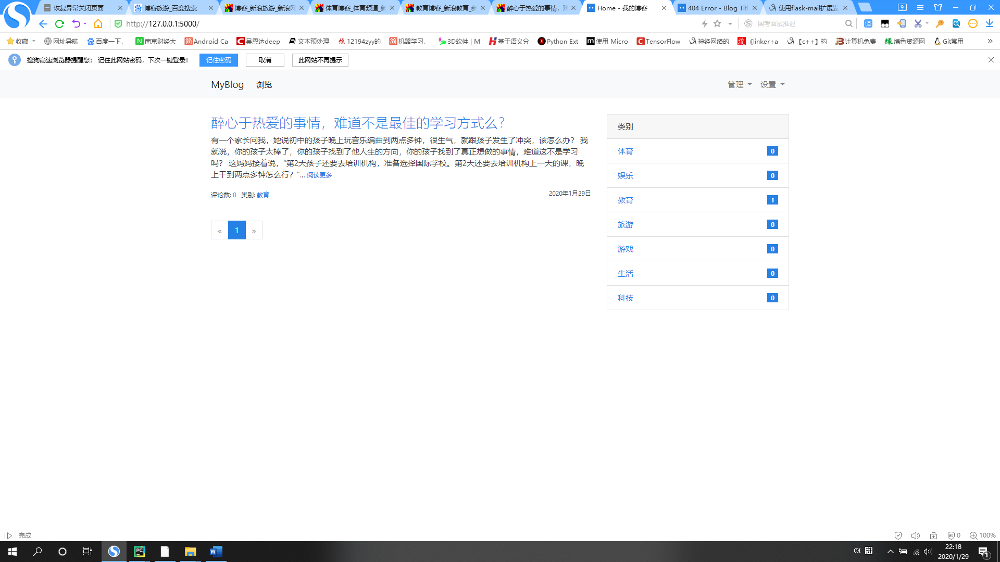 恢复异常关闭页面
博客旅游_百度搜索
博客_新浪旅游_新浪网
体育博客_体育频道_新
教育博客_新浪教育_新
醉心于热爱的事情，难
Home - 我的博客
404 Error - Blog Titl
使用flask-mail扩展发
9
http://127.0.0.1:5000/
国考面试推迟
译
收藏
网址导航
百度一下，
南京财经大
Android Ca
吴恩达deep
文本预处理
12194zyy的
机器学习，
3D软件 | M
基于语义分
Python Ext
使用 Micro
TensorFlow
神经网络的
《linker+a
【c++】构
计算机免费
绿色资源网
Git常用
»
搜狗高速浏览器提醒您： 记住此网站密码，下次一键登录！
记住密码
取消
此网站不再提示
MyBlog
浏览
管理
设置
醉心于热爱的事情，难道不是最佳的学习方式么？
有一个家长问我，她说初中的孩子晚上玩音乐编曲到两点多钟，很生气，就跟孩子发生了冲突，该怎么办？ 我
就说，你的孩子太棒了，你的孩子找到了他人生的方向，你的孩子找到了真正想做的事情，难道这不是学习
吗？ 这妈妈接着说，“第2天孩子还要去培训机构，准备选择国际学校。第2天还要去培训机构上一天的课，晚
上干到两点多钟怎么行？”... 阅读更多
评论数: 0 类别: 教育
2020年1月29日
« 1 »
类别
体育 0
娱乐 0
教育 1
旅游 0
游戏 0
生活 0
科技 0
完成
0
100%
CH 拼
22:18
2020/1/29
1